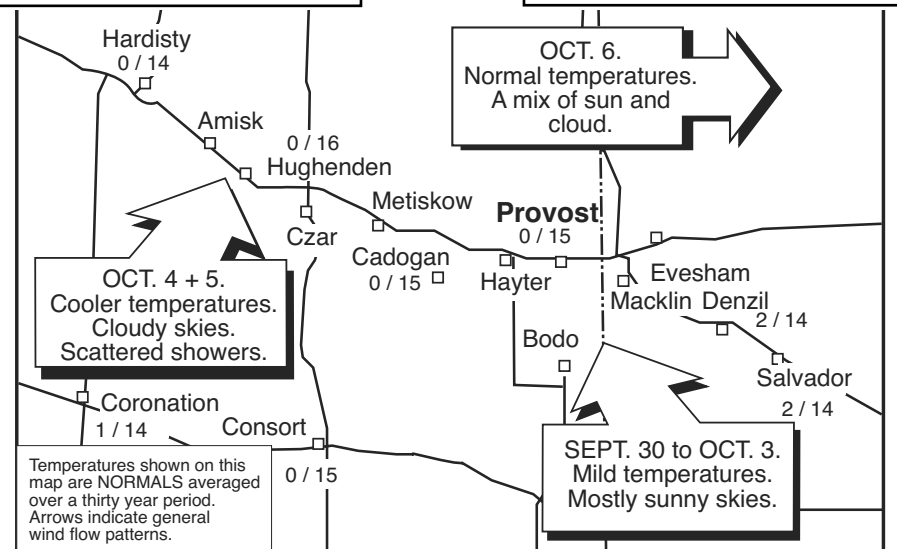 Hardisty
0 / 14
OCT. 6.
Normal temperatures.
A mix of sun and
cloud.
Amisk
0 / 16
Hughenden
Metiskow
Provost
0 / 15
Czar
Cadogan
0 / 15
Hayter
Evesham
Macklin Denzil
2 / 14
OCT. 4 + 5.
Cooler temperatures.
Cloudy skies.
Scattered showers.
Bodo
Salvador
2 / 14
Coronation
1 / 14
Consort
0 / 15
SEPT. 30 to OCT. 3.
Mild temperatures.
Mostly sunny skies.
Temperatures shown on this
map are NORMALS averaged
over a thirty year period.
Arrows indicate general
wind flow patterns.